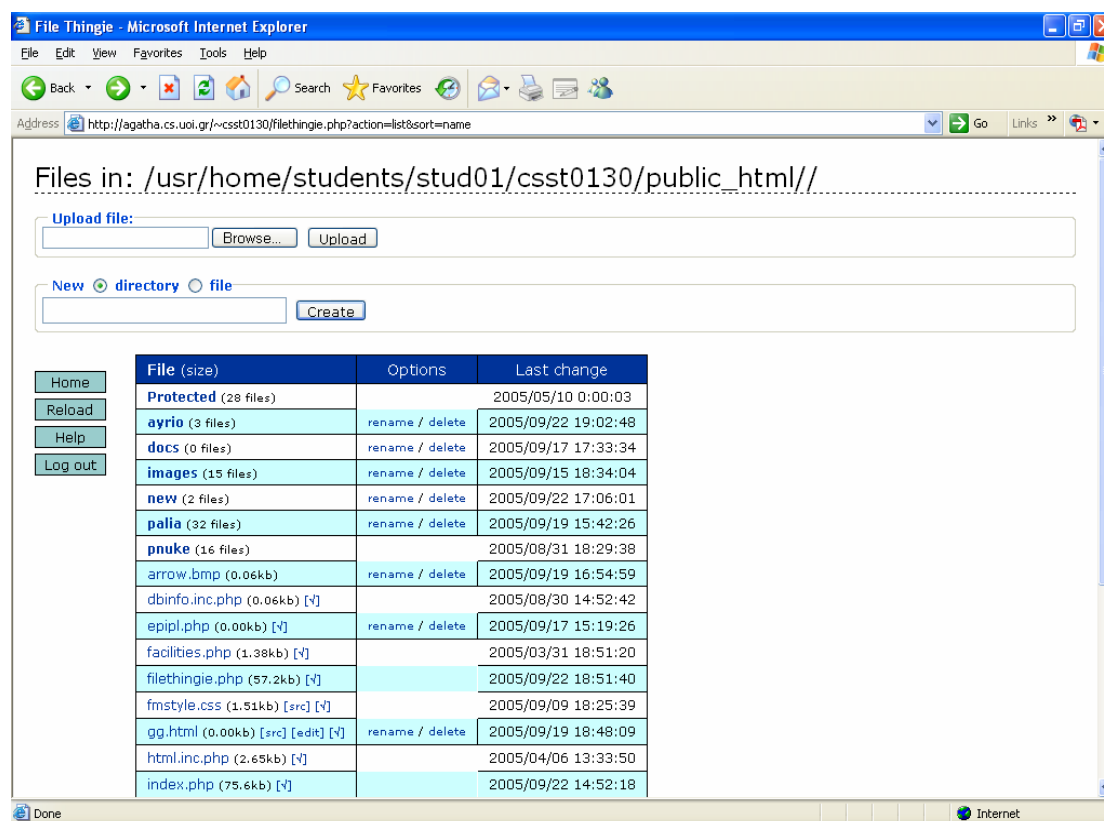 File Thingie - Microsoft Internet Explorer
File Edit View Favorites Tools Help
Back Search Favorites
Address http://agatha.cs.uoi.gr/~csst0130/filethingie.php?action=list&sort=name Go Links »
Files in: /usr/home/students/stud01/csst0130/public_html//
Upload file:
Browse... Upload
New directory file
Create
Home
Reload
Help
Log out
File (size) Options Last change
Protected (28 files) 2005/05/10 0:00:03
ayrio (3 files) rename / delete 2005/09/22 19:02:48
docs (0 files) rename / delete 2005/09/17 17:33:34
images (15 files) rename / delete 2005/09/15 18:34:04
new (2 files) rename / delete 2005/09/22 17:06:01
palia (32 files) rename / delete 2005/09/19 15:42:26
pnuke (16 files) 2005/08/31 18:29:38
arrow.bmp (0.06kb) rename / delete 2005/09/19 16:54:59
dbinfo.inc.php (0.06kb) [√] 2005/08/30 14:52:42
epipl.php (0.00kb) [√] rename / delete 2005/09/17 15:19:26
facilities.php (1.38kb) [√] 2005/03/31 18:51:20
filethingie.php (57.2kb) [√] 2005/09/22 18:51:40
fmstyle.css (1.51kb) [src] [√] 2005/09/09 18:25:39
gg.html (0.00kb) [src] [edit] [√] rename / delete 2005/09/19 18:48:09
html.inc.php (2.65kb) [√] 2005/04/06 13:33:50
index.php (75.6kb) [√] 2005/09/22 14:52:18
Done Internet